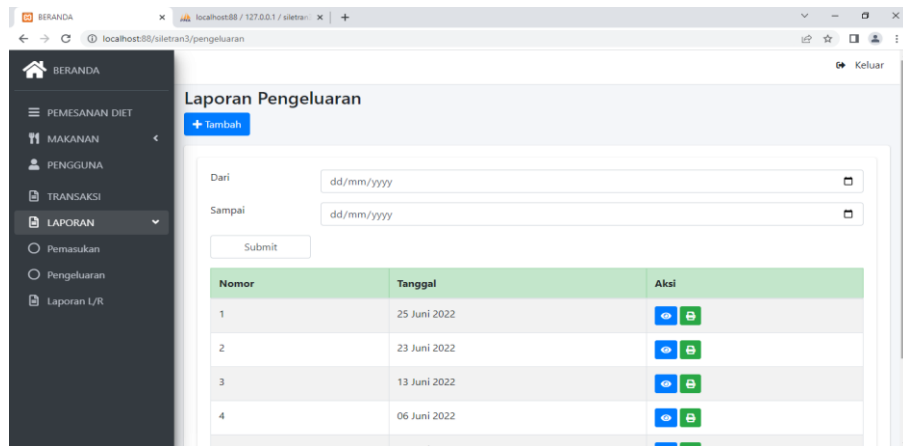 BERANDA
localhost:88 / 127.0.0.1 / siletran
localhost:88/siletran3/pengeluaran
BERANDA
Keluar
PEMESANAN DIET
MAKANAN
PENGGUNA
TRANSAKSI
LAPORAN
Pemasukan
Pengeluaran
Laporan L/R
Laporan Pengeluaran
+ Tambah
Dari
dd/mm/yyyy
Sampai
dd/mm/yyyy
Submit
Nomor Tanggal Aksi
1 25 Juni 2022
2 23 Juni 2022
3 13 Juni 2022
4 06 Juni 2022